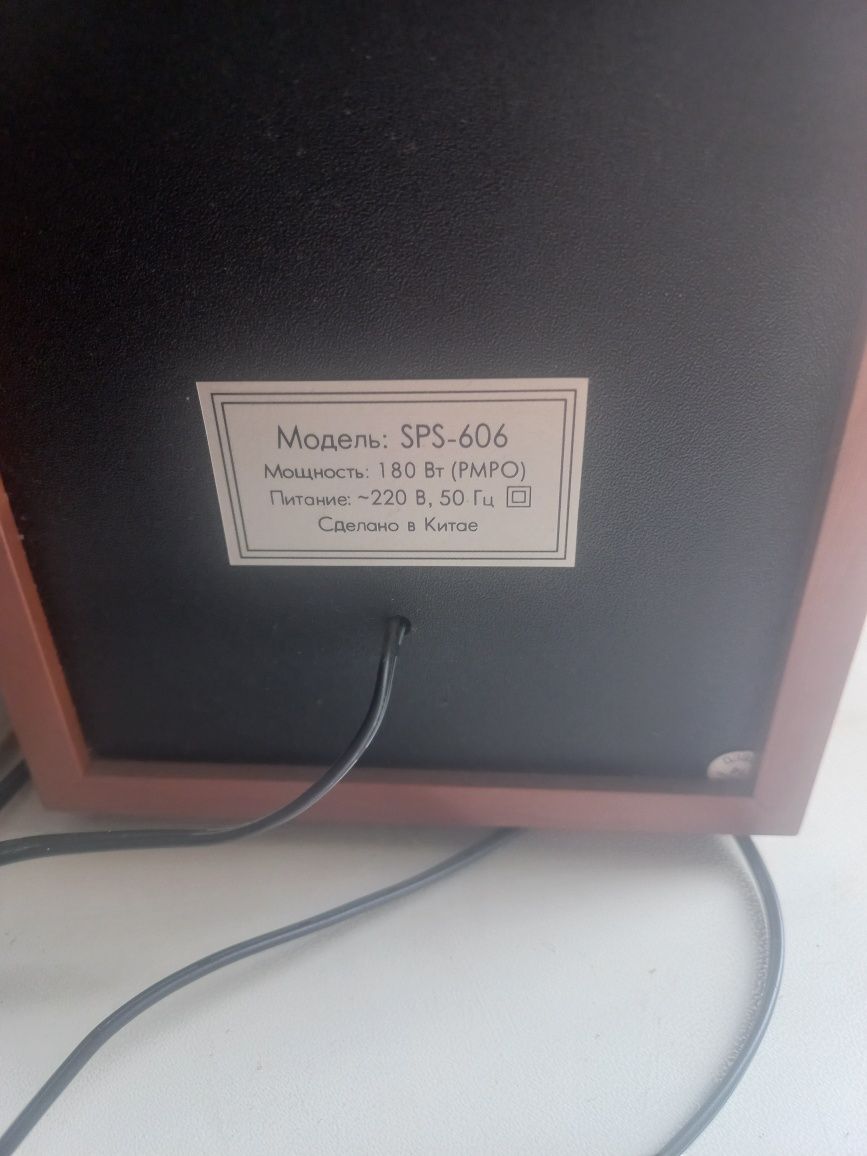 Модель: SPS-606
Мощность: 180 Вт (PMPO)
Питание: ~220 В, 50 Гц
Сделано в Китае